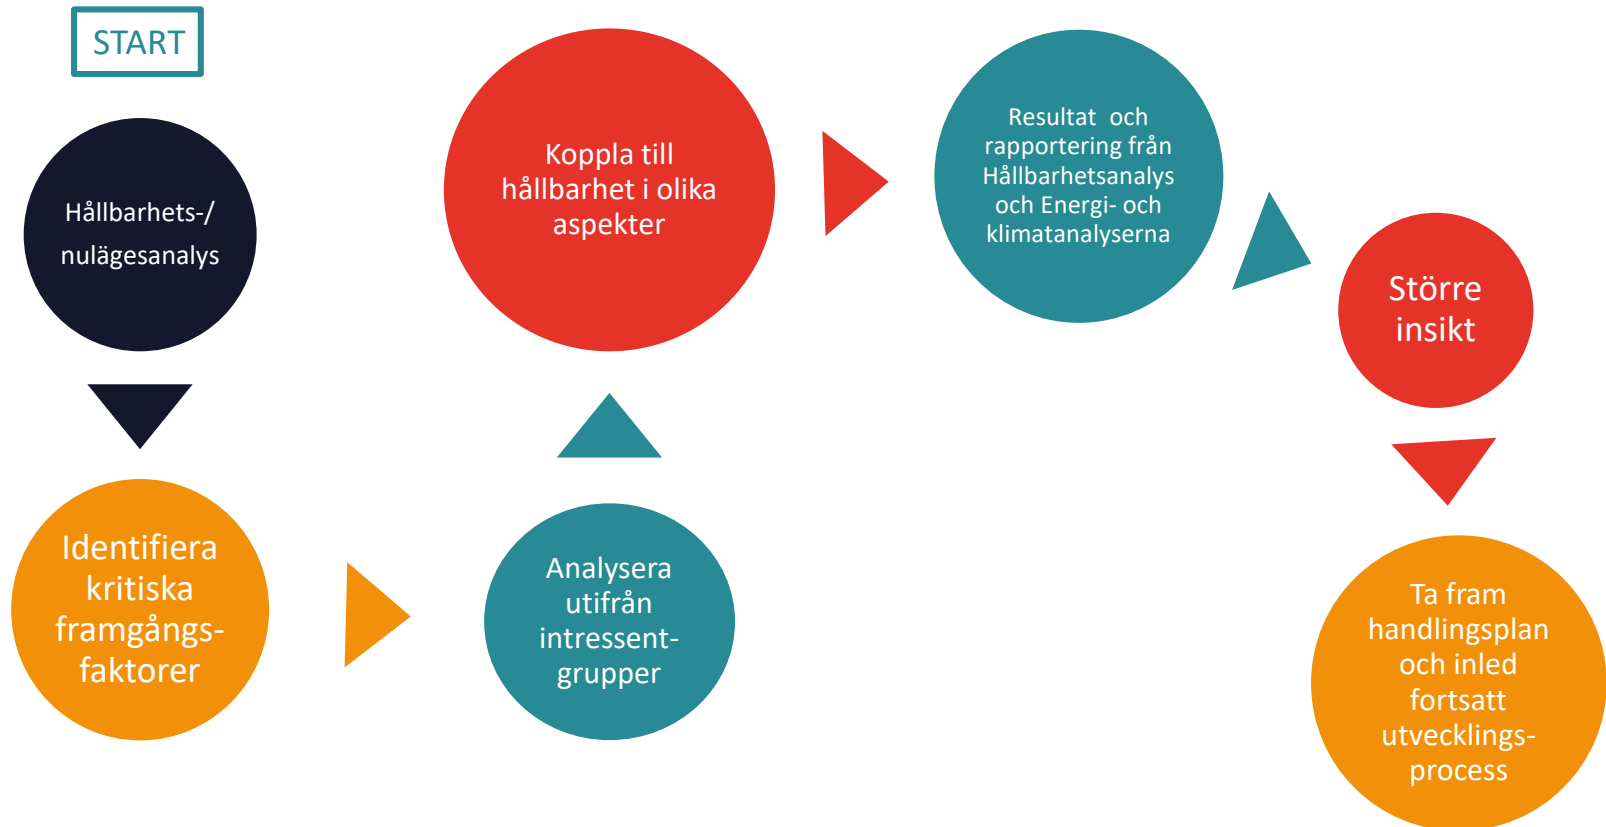 START
Hållbarhets-/
nulägesanalys
Identifiera
kritiska
framgångs-
faktorer
Analysera
utifrån
intressent-
grupper
Koppla till
hållbarhet i olika
aspekter
Resultat och
rapportering från
Hållbarhetsanalys
och Energi- och
klimatanalyserna
Större
insikt
Ta fram
handlingsplan
och inled
fortsatt
utvecklings-
process